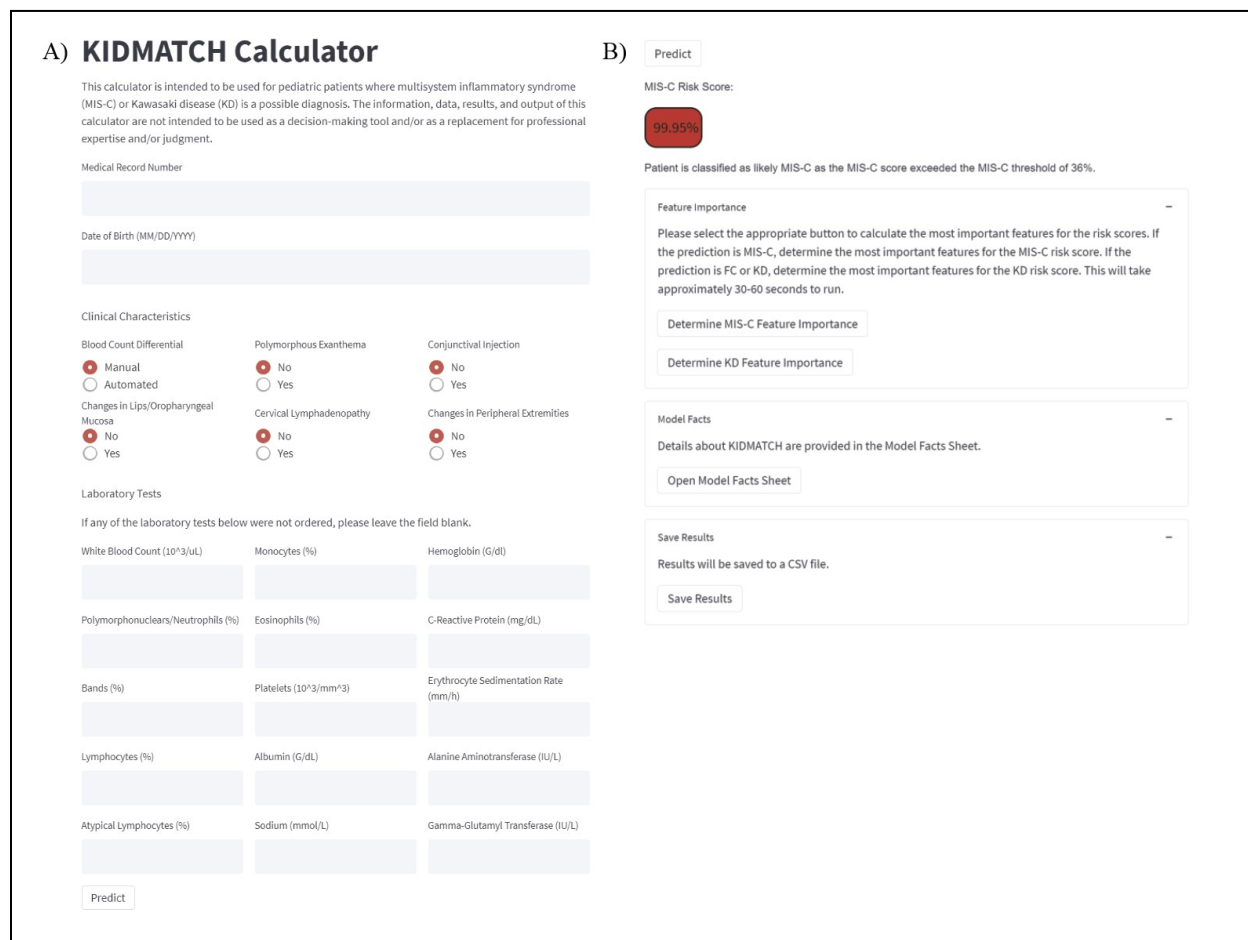 A) KIDMATCH Calculator
This calculator is intended to be used for pediatric patients where multisystem inflammatory syndrome
(MIS-C) or Kawasaki disease (KD) is a possible diagnosis. The information, data, results, and output of this
calculator are not intended to be used as a decision-making tool and/or as a replacement for professional
expertise and/or judgment.
Medical Record Number
Date of Birth (MM/DD/YYYY)
Clinical Characteristics
Blood Count Differential
Manual
Automated
Polymorphous Exanthema
No
Yes
Conjunctival Injection
No
Yes
Changes in Lips/Oropharyngeal
Mucosa
No
Yes
Cervical Lymphadenopathy
No
Yes
Changes in Peripheral Extremities
No
Yes
Laboratory Tests
If any of the laboratory tests below were not ordered, please leave the field blank.
White Blood Count (10^3/uL)
Monocytes (%)
Hemoglobin (G/dl)
Polymorphonuclears/Neutrophils (%)
Eosinophils (%)
C-Reactive Protein (mg/dL)
Bands (%)
Platelets (10^3/mm^3)
Erythrocyte Sedimentation Rate
(mm/h)
Lymphocytes (%)
Albumin (G/dL)
Alanine Aminotransferase (IU/L)
Atypical Lymphocytes (%)
Sodium (mmol/L)
Gamma-Glutamyl Transferase (IU/L)
Predict
B)
Predict
MIS-C Risk Score:
99.95%
Patient is classified as likely MIS-C as the MIS-C score exceeded the MIS-C threshold of 36%.
Feature Importance
Please select the appropriate button to calculate the most important features for the risk scores. If
the prediction is MIS-C, determine the most important features for the MIS-C risk score. If the
prediction is FC or KD, determine the most important features for the KD risk score. This will take
approximately 30-60 seconds to run.
Determine MIS-C Feature Importance
Determine KD Feature Importance
Model Facts
Details about KIDMATCH are provided in the Model Facts Sheet.
Open Model Facts Sheet
Save Results
Results will be saved to a CSV file.
Save Results